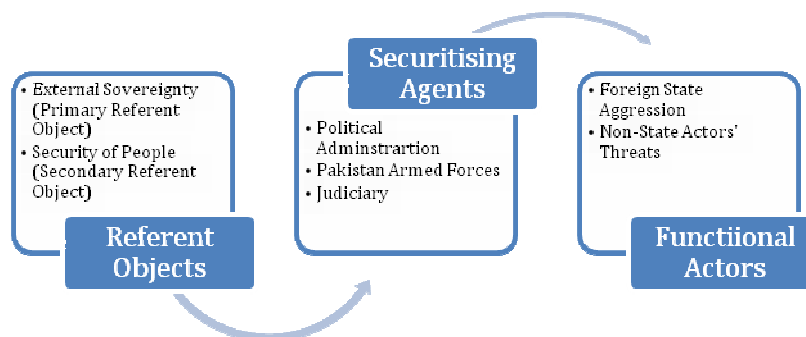 • External Sovereignty
(Primary Referent
Object)
• Security of People
(Secondary Referent
Object)
Referent
Objects
Securitising
Agents
• Political
Adminstrartion
• Pakistan Armed Forces
• Judiciary
• Foreign State
Aggression
• Non-State Actors'
Threats
Functiional
Actors